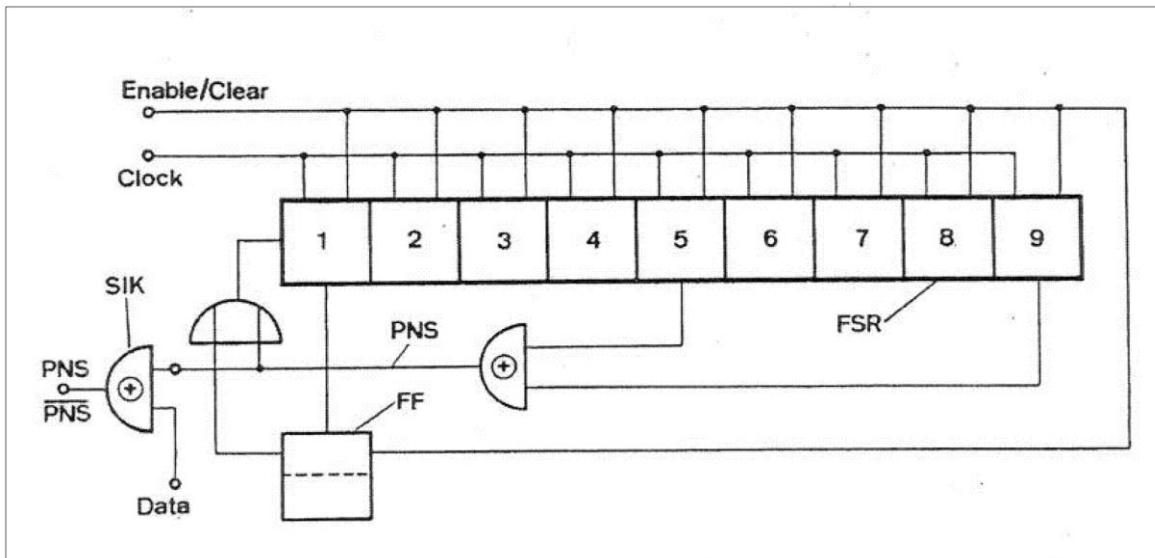 Enable/Clear
Clock
1 2 3 4 5 6 7 8 9
SIK
FSR
PNS
PNS
PNS
FF
Data